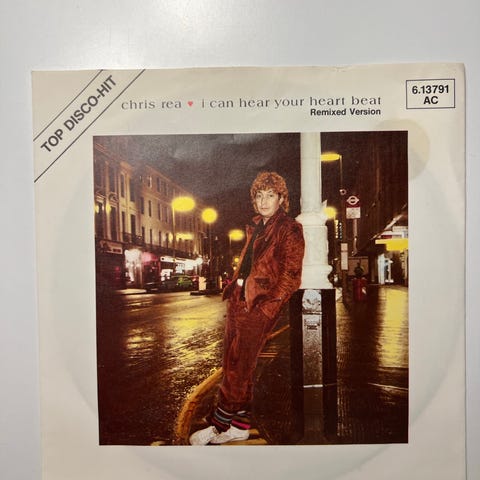 TOP DISCO-HIT
chris rea ♥ i can hear your heart beat
Remixed Version
6.13791
AC